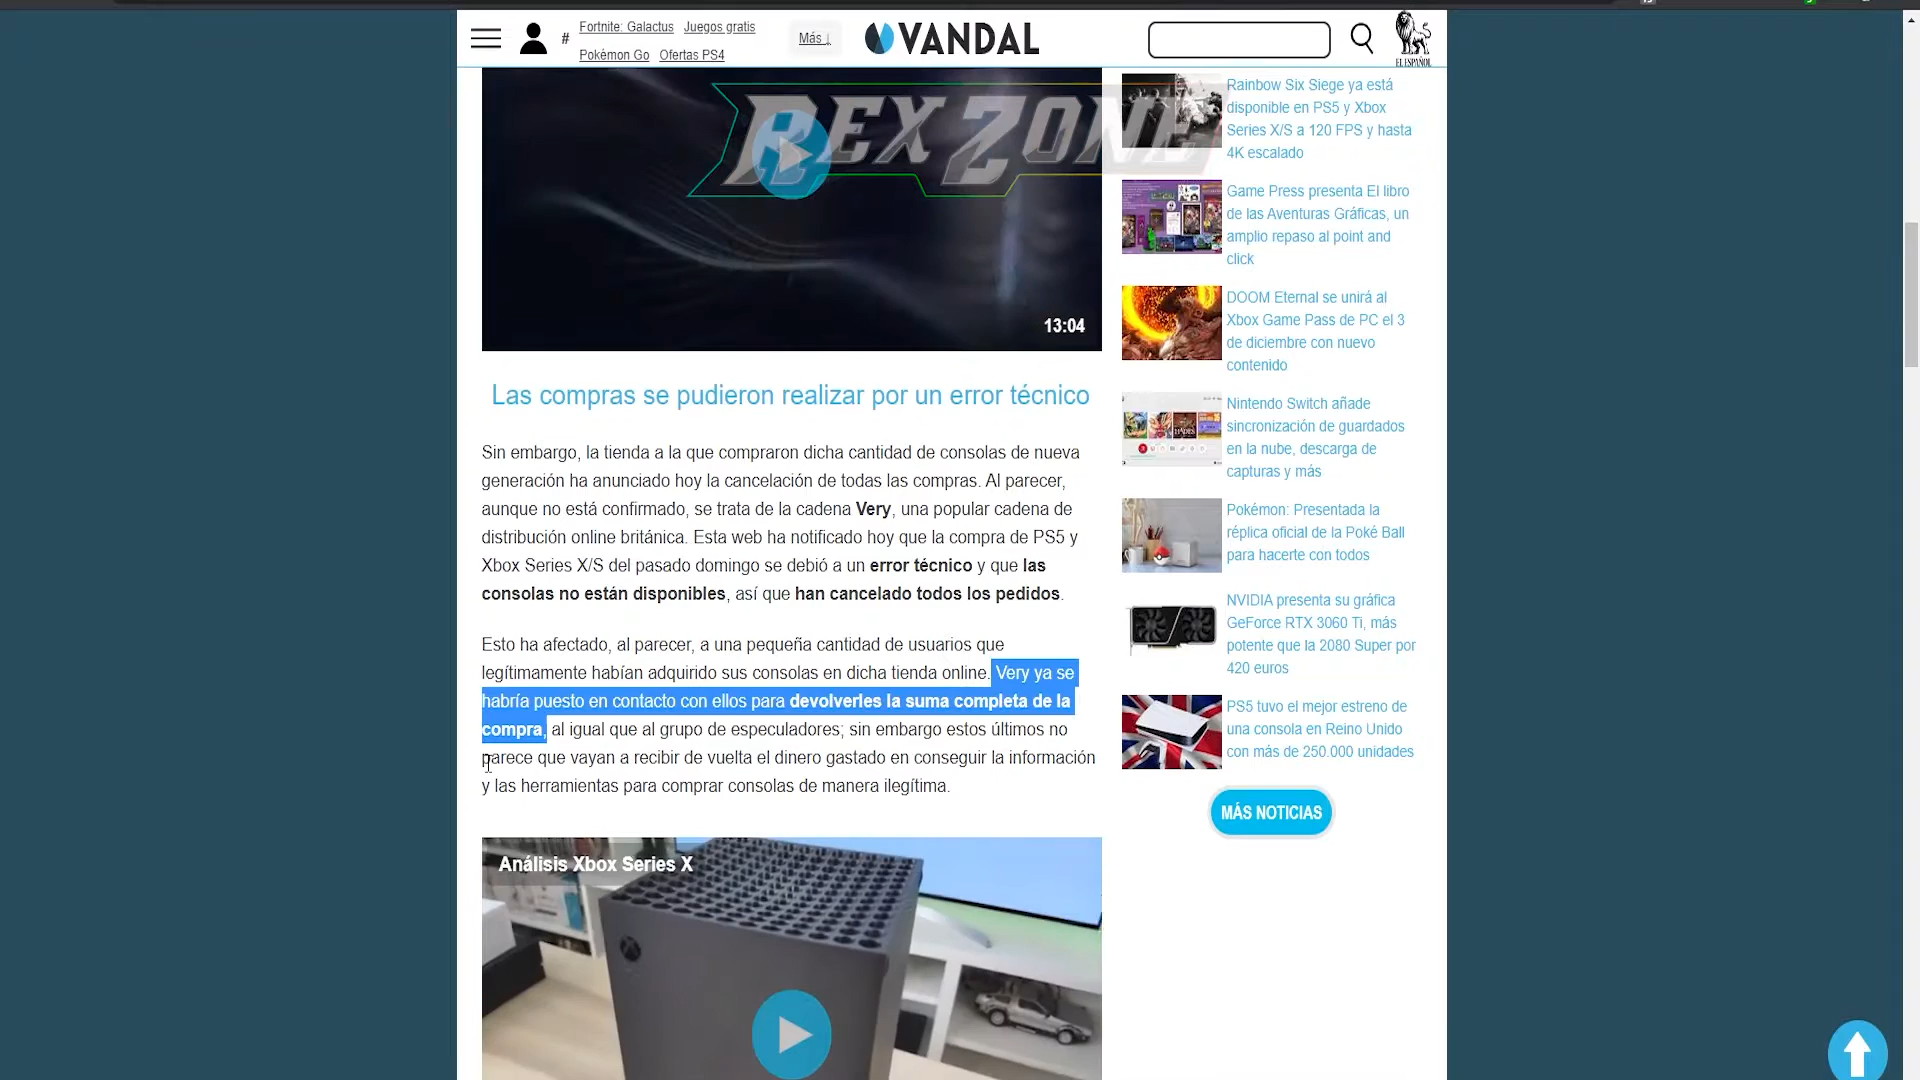 # Fortnite: Galactus Juegos gratis
Pokémon Go Ofertas PS4
Más ↓
VANDAL
EL ESPAÑOL
REX ZONE
13:04
Las compras se pudieron realizar por un error técnico
Sin embargo, la tienda a la que compraron dicha cantidad de consolas de nueva
generación ha anunciado hoy la cancelación de todas las compras. Al parecer,
aunque no está confirmado, se trata de la cadena Very, una popular cadena de
distribución online británica. Esta web ha notificado hoy que la compra de PS5 y
Xbox Series X/S del pasado domingo se debió a un error técnico y que las
consolas no están disponibles, así que han cancelado todos los pedidos.
Esto ha afectado, al parecer, a una pequeña cantidad de usuarios que
legítimamente habían adquirido sus consolas en dicha tienda online. Very ya se
habría puesto en contacto con ellos para devolverles la suma completa de la
compra, al igual que al grupo de especuladores; sin embargo estos últimos no
parece que vayan a recibir de vuelta el dinero gastado en conseguir la información
y las herramientas para comprar consolas de manera ilegítima.
Análisis Xbox Series X
Rainbow Six Siege ya está
disponible en PS5 y Xbox
Series X/S a 120 FPS y hasta
4K escalado
Game Press presenta El libro
de las Aventuras Gráficas, un
amplio repaso al point and
click
DOOM Eternal se unirá al
Xbox Game Pass de PC el 3
de diciembre con nuevo
contenido
Nintendo Switch añade
sincronización de guardados
en la nube, descarga de
capturas y más
Pokémon: Presentada la
réplica oficial de la Poké Ball
para hacerte con todos
NVIDIA presenta su gráfica
GeForce RTX 3060 Ti, más
potente que la 2080 Super por
420 euros
PS5 tuvo el mejor estreno de
una consola en Reino Unido
con más de 250.000 unidades
MÁS NOTICIAS